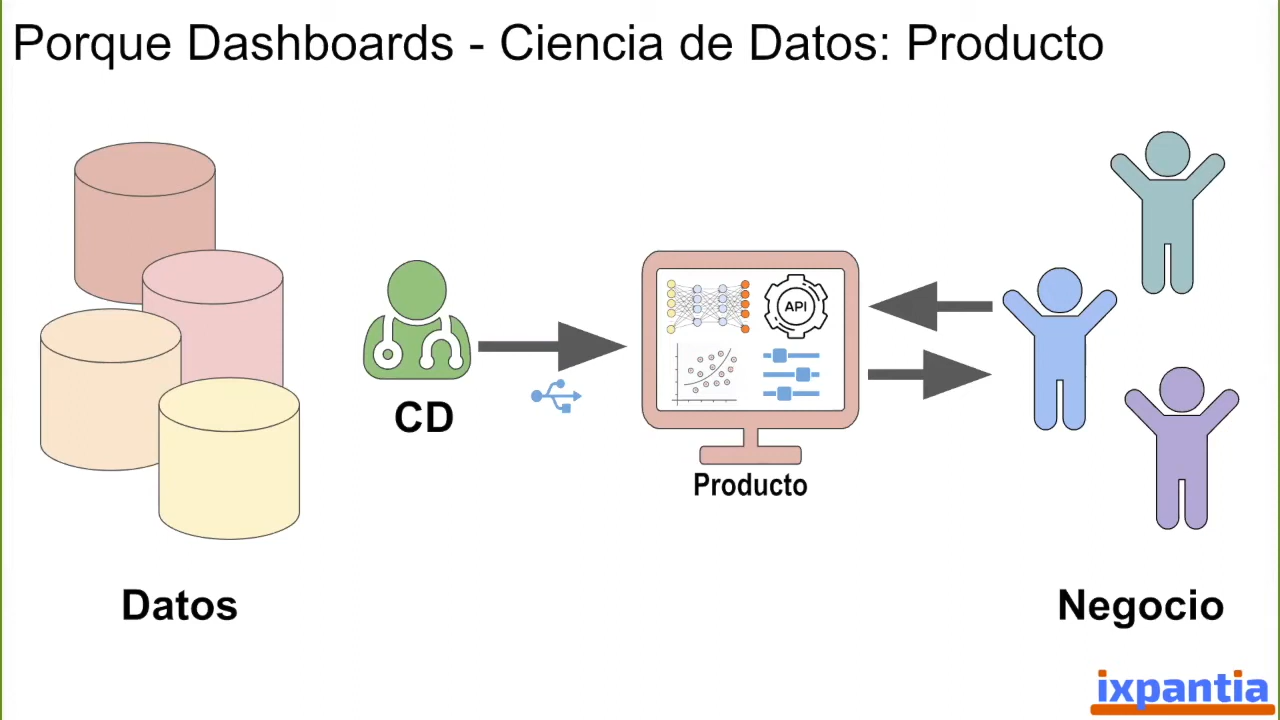 Porque Dashboards - Ciencia de Datos: Producto
API
CD
Producto
Datos
Negocio
ixpantia